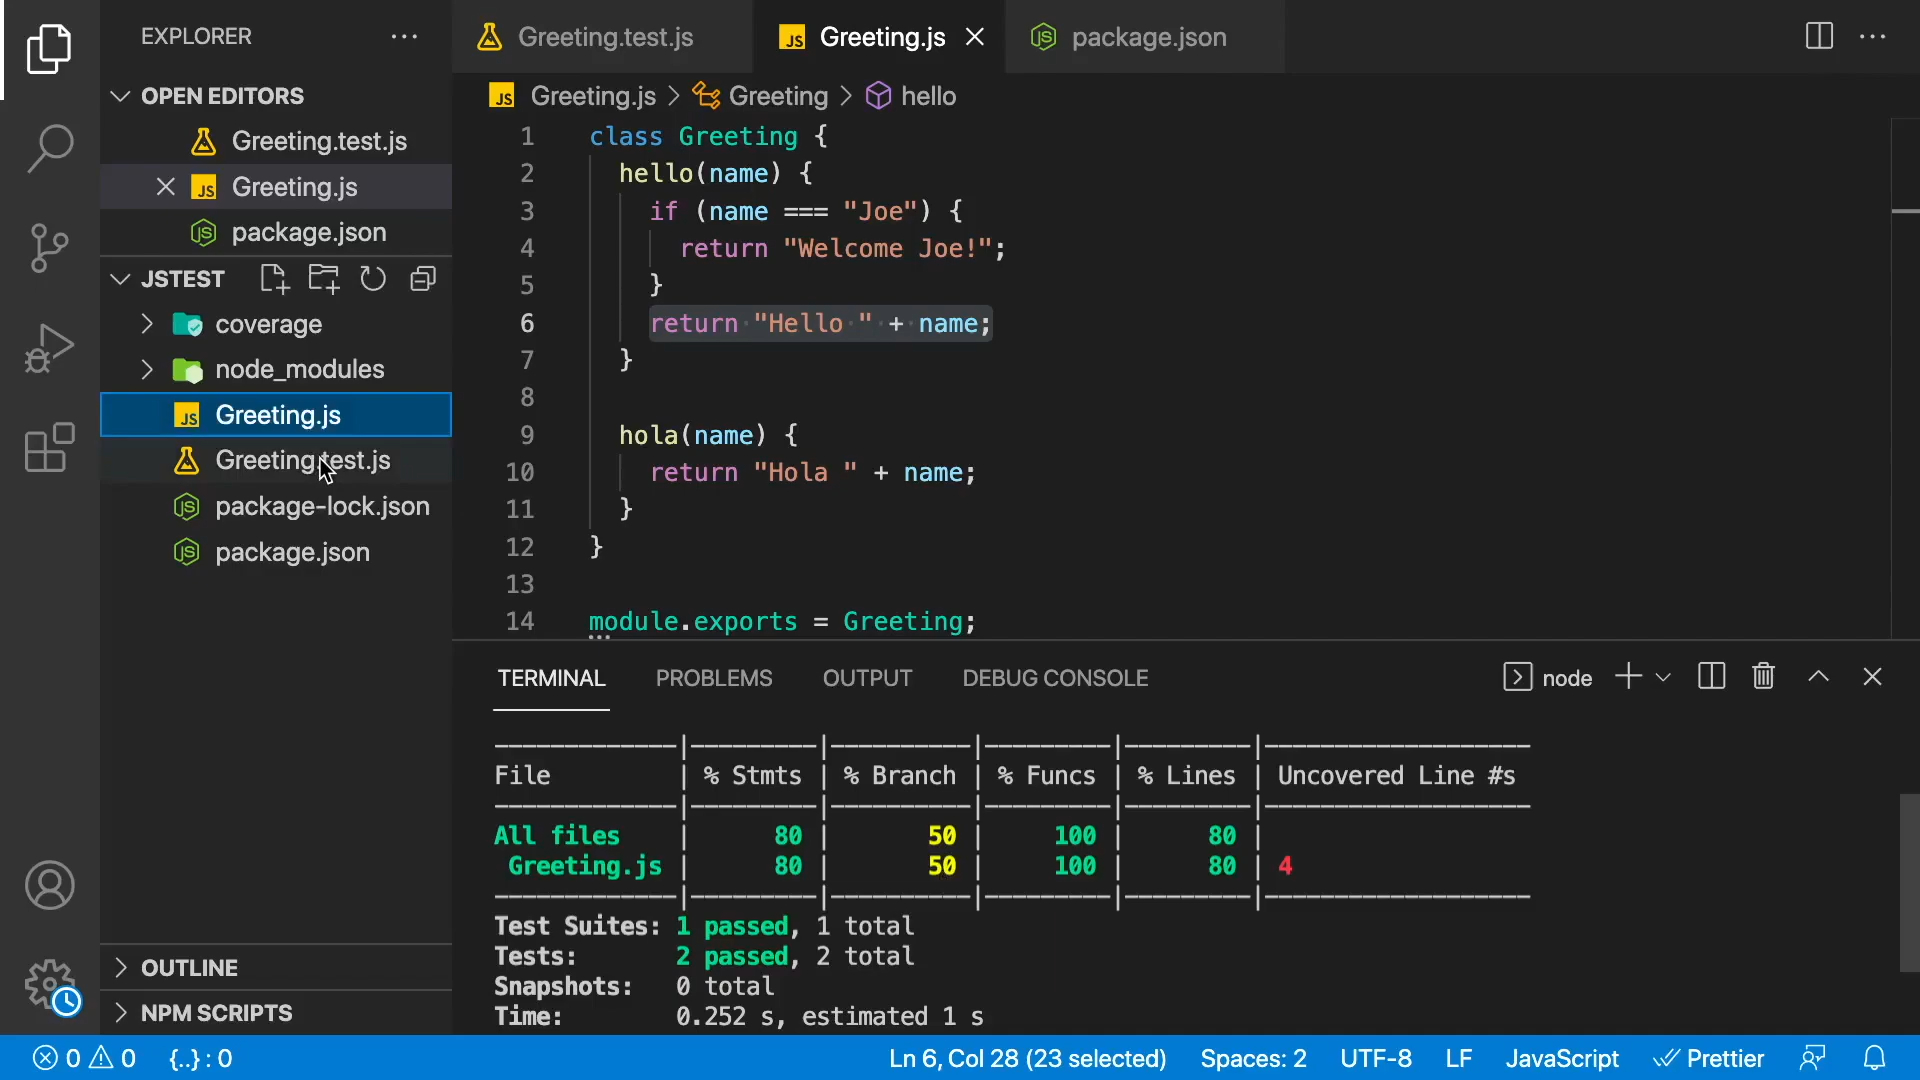 EXPLORER
OPEN EDITORS
Greeting.test.js
Greeting.js
package.json
JSTEST
coverage
node_modules
Greeting.js
Greeting.test.js
package-lock.json
package.json
OUTLINE
NPM SCRIPTS
Greeting.test.js
Greeting.js
package.json
Greeting.js > Greeting > hello
1 class Greeting {
2 hello(name) {
3 if (name === "Joe") {
4 return "Welcome Joe!";
5 }
6 return "Hello " + name;
7 }
8
9 hola(name) {
10 return "Hola " + name;
11 }
12 }
13
14 module.exports = Greeting;
TERMINAL PROBLEMS OUTPUT DEBUG CONSOLE node
File | % Stmts | % Branch | % Funcs | % Lines | Uncovered Line #s
All files | 80 | 50 | 100 | 80 |
Greeting.js | 80 | 50 | 100 | 80 | 4
Test Suites: 1 passed, 1 total
Tests: 2 passed, 2 total
Snapshots: 0 total
Time: 0.252 s, estimated 1 s
0 0 {..} : 0 Ln 6, Col 28 (23 selected) Spaces: 2 UTF-8 LF JavaScript Prettier